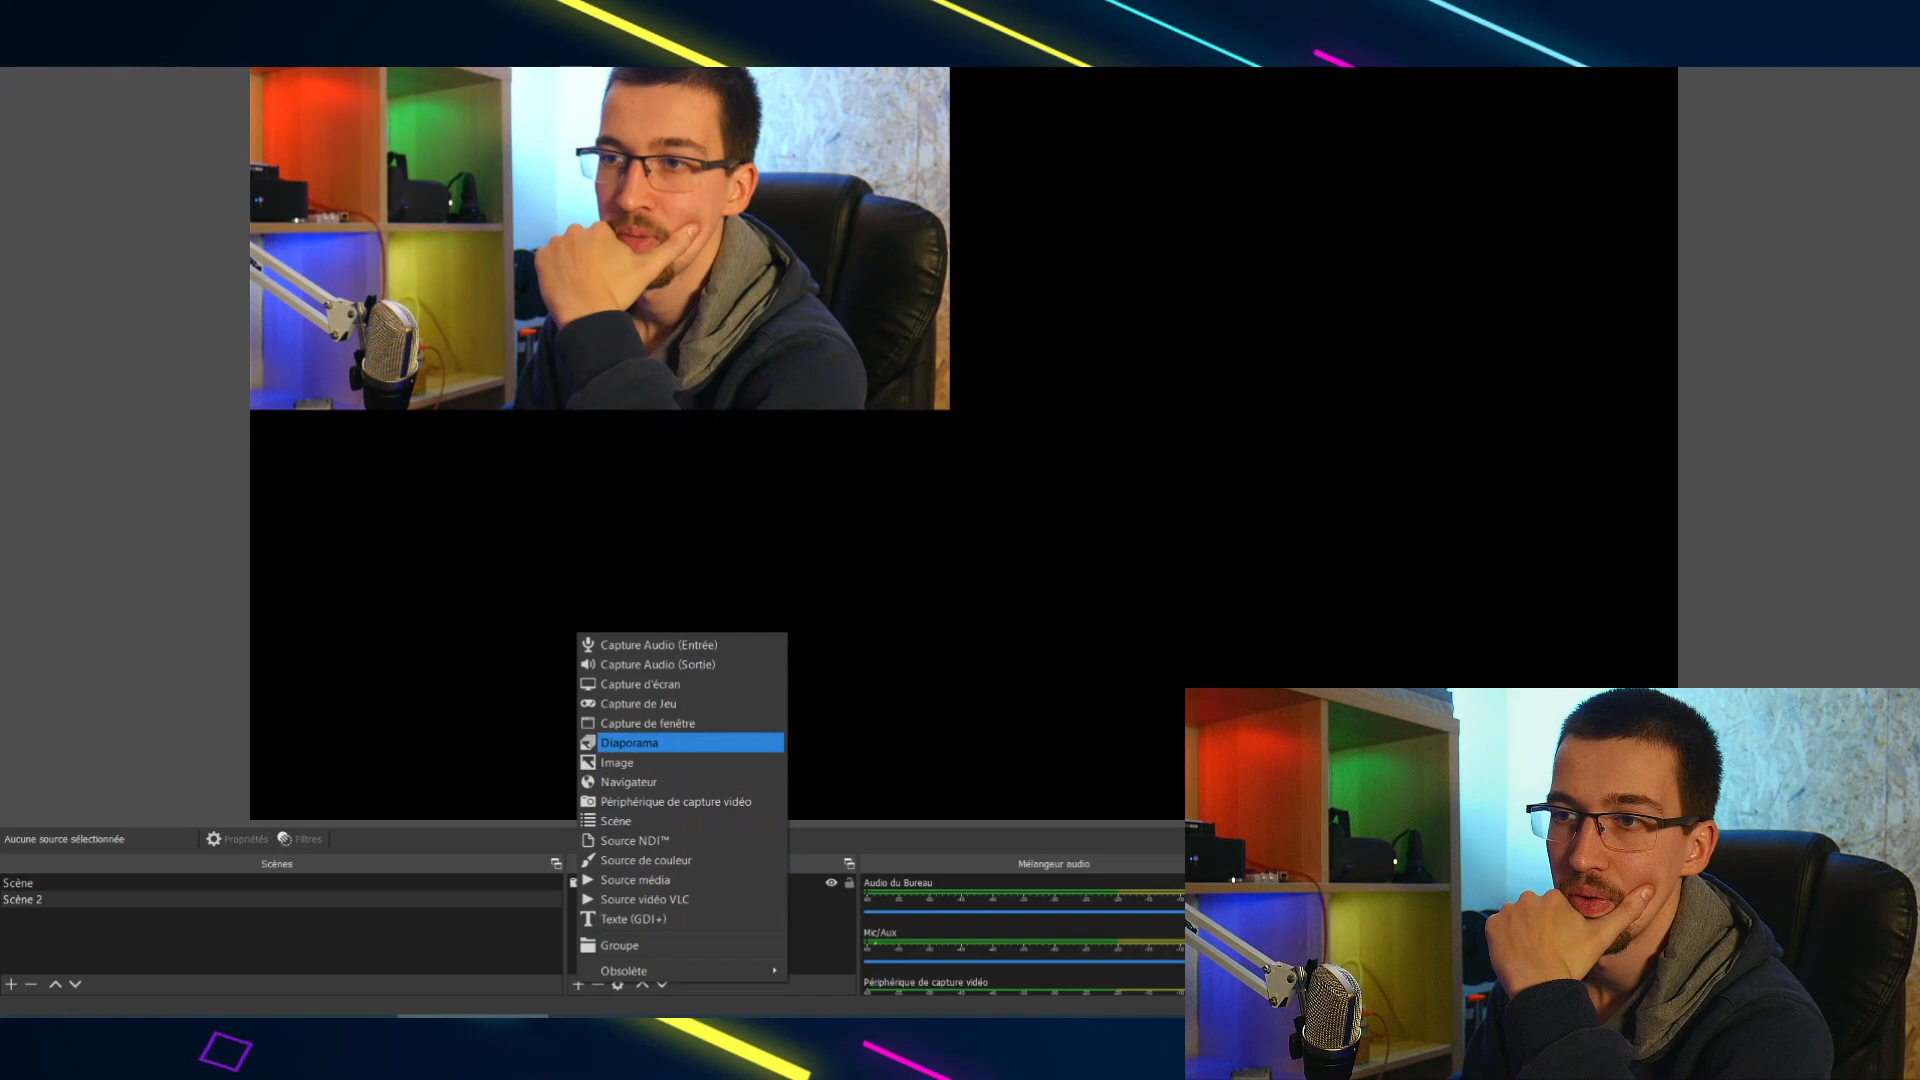 Capture Audio (Entrée)
Capture Audio (Sortie)
Capture d'écran
Capture de Jeu
Capture de fenêtre
Diaporama
Image
Navigateur
Périphérique de capture vidéo
Scène
Source NDI™
Source de couleur
Source média
Source vidéo VLC
Texte (GDI+)
Groupe
Obsolète
Aucune source sélectionnée
Propriétés
Filtres
Scènes
Scène
Scène 2
Mélangeur audio
Audio du Bureau
Mic/Aux
Périphérique de capture vidéo